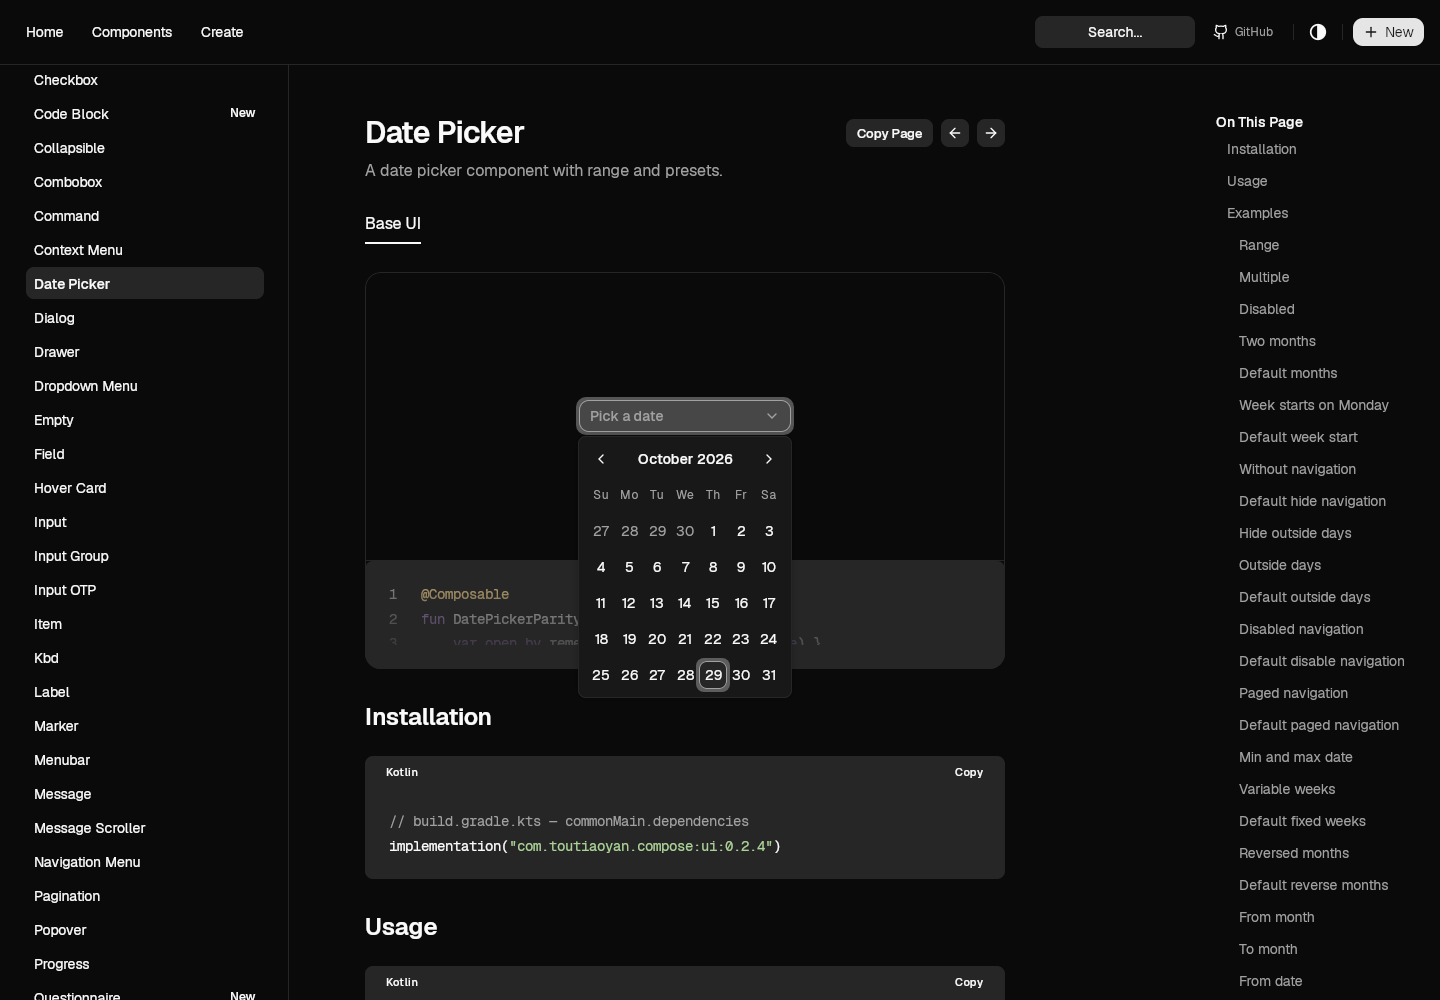 Home Components Create Search... GitHub New
Checkbox
Code Block New
Collapsible
Combobox
Command
Context Menu
Date Picker
Dialog
Drawer
Dropdown Menu
Empty
Field
Hover Card
Input
Input Group
Input OTP
Item
Kbd
Label
Marker
Menubar
Message
Message Scroller
Navigation Menu
Pagination
Popover
Progress
Questionnaire New
Date Picker
Copy Page
A date picker component with range and presets.
Base UI
Pick a date
October 2026
Su Mo Tu We Th Fr Sa
27 28 29 30 1 2 3
4 5 6 7 8 9 10
11 12 13 14 15 16 17
18 19 20 21 22 23 24
25 26 27 28 29 30 31
1 @Composable
2 fun DatePickerParity
3 var open by reme ) }
Installation
Kotlin Copy
// build.gradle.kts — commonMain.dependencies
implementation("com.toutiaoyan.compose:ui:0.2.4")
Usage
Kotlin Copy
On This Page
Installation
Usage
Examples
Range
Multiple
Disabled
Two months
Default months
Week starts on Monday
Default week start
Without navigation
Default hide navigation
Hide outside days
Outside days
Default outside days
Disabled navigation
Default disable navigation
Paged navigation
Default paged navigation
Min and max date
Variable weeks
Default fixed weeks
Reversed months
Default reverse months
From month
To month
From date